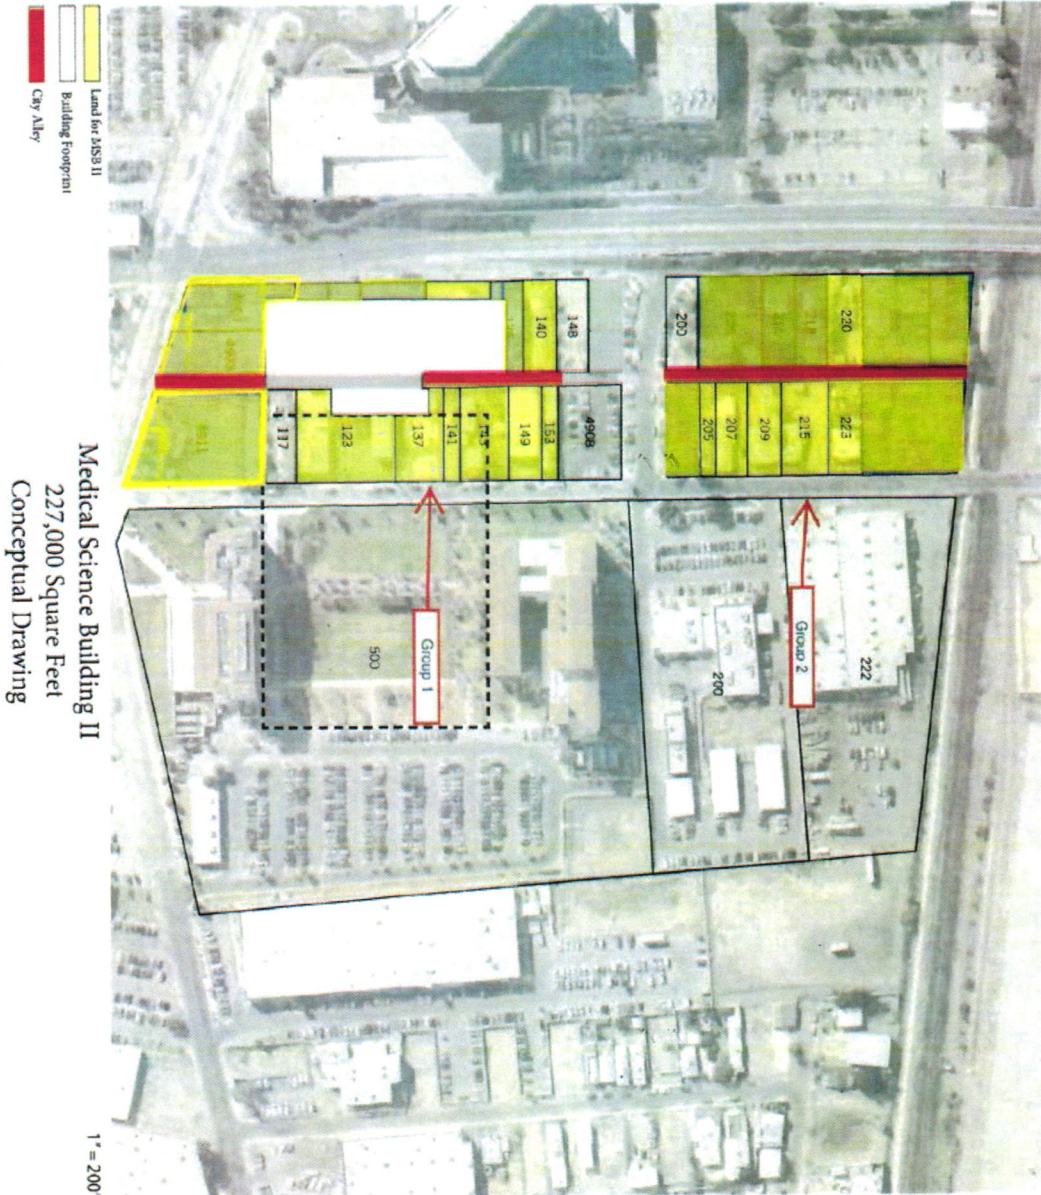 Land for MSB II
Building Footprint
City Alley
Medical Science Building II
227,000 Square Feet
Conceptual Drawing
1" = 200'
140
148
200
220
117
123
137
141
143
149
153
4908
205
207
209
215
223
Group 1
Group 2
500
200
222